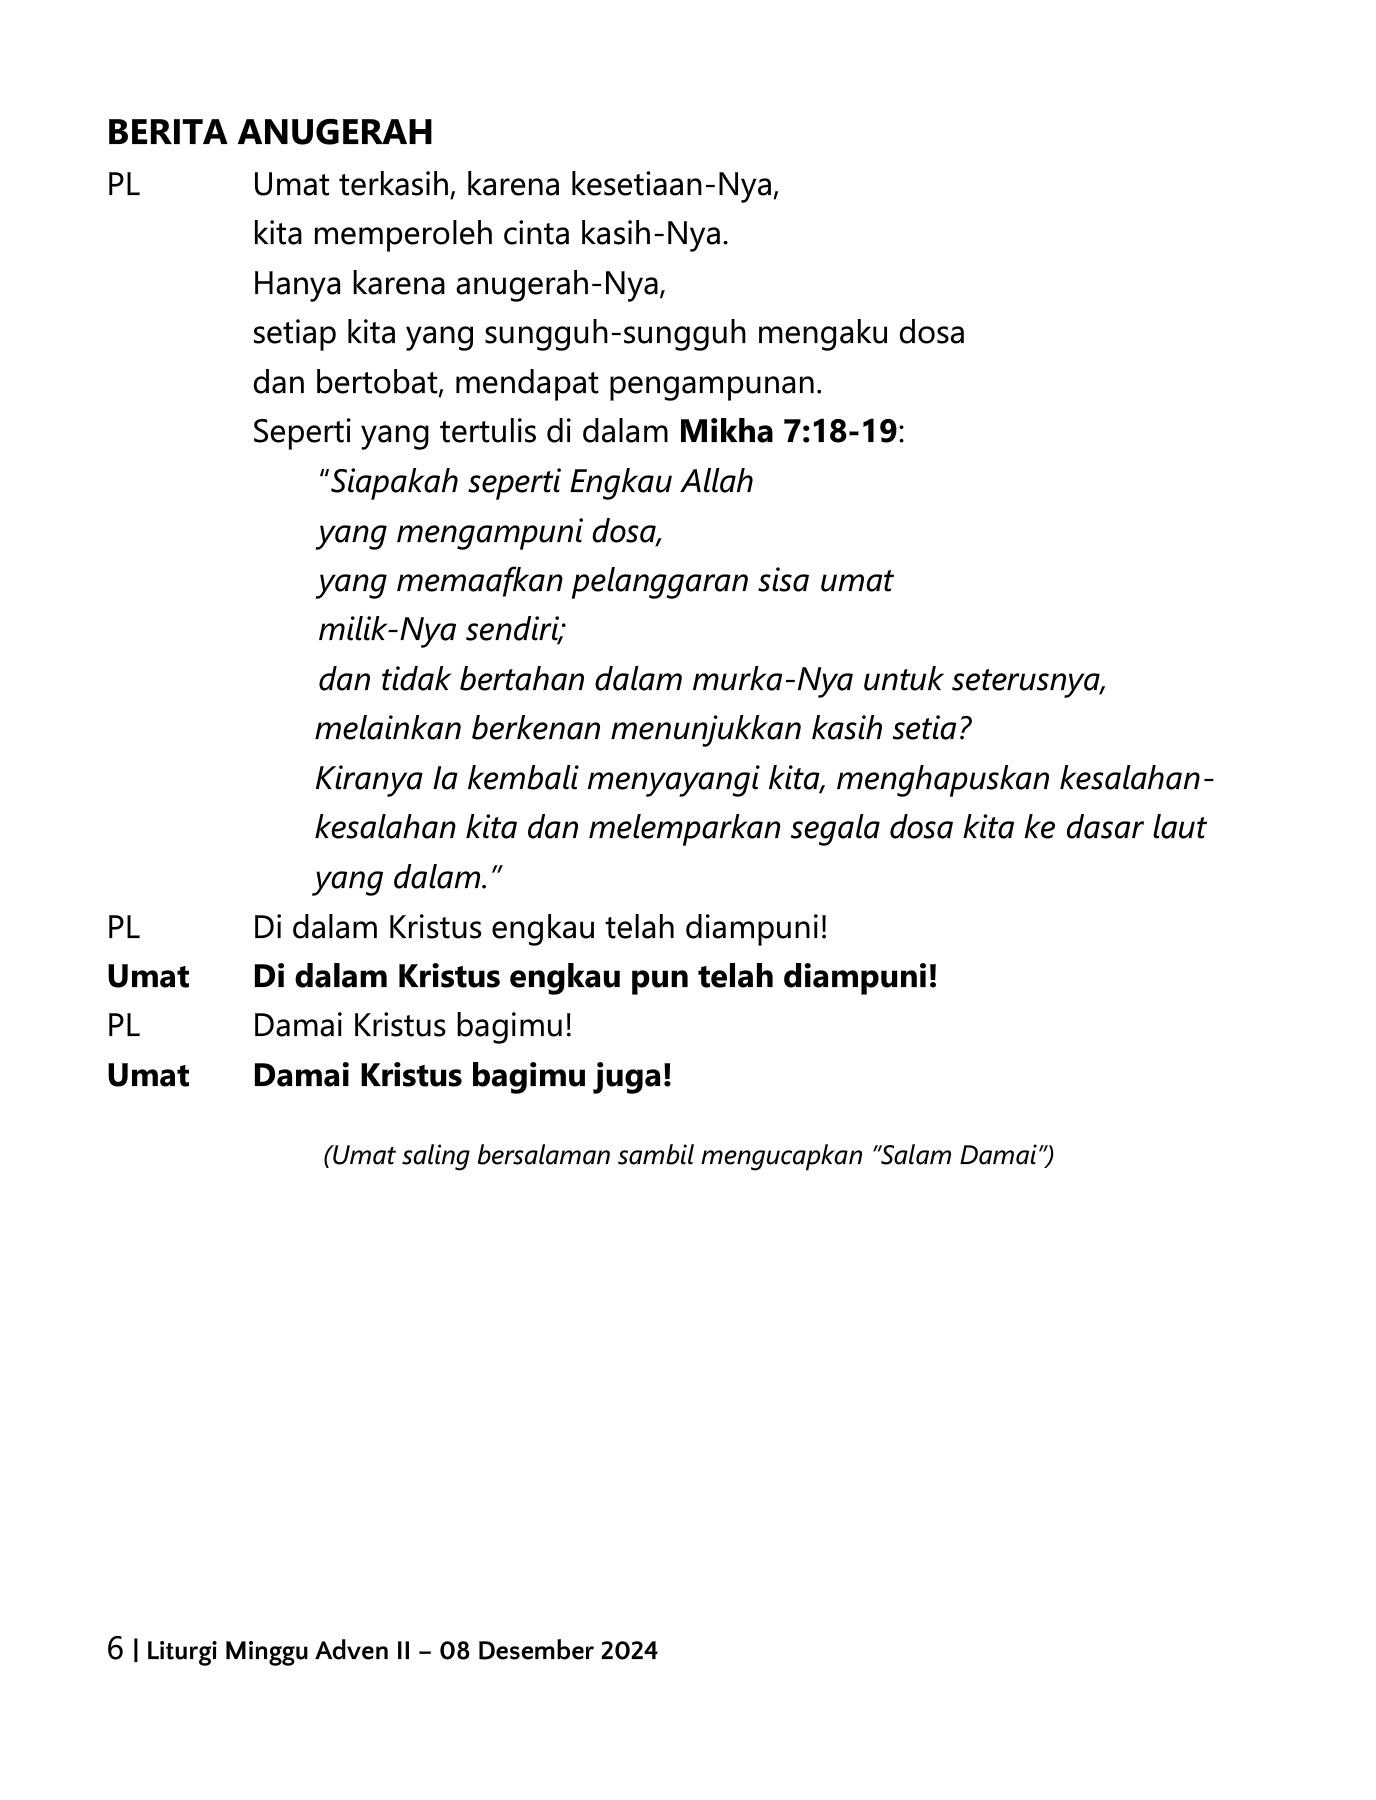 BERITA ANUGERAH
PL Umat terkasih, karena kesetiaan-Nya,
kita memperoleh cinta kasih-Nya.
Hanya karena anugerah-Nya,
setiap kita yang sungguh-sungguh mengaku dosa
dan bertobat, mendapat pengampunan.
Seperti yang tertulis di dalam Mikha 7:18-19:
“Siapakah seperti Engkau Allah
yang mengampuni dosa,
yang memaafkan pelanggaran sisa umat
milik-Nya sendiri;
dan tidak bertahan dalam murka-Nya untuk seterusnya,
melainkan berkenan menunjukkan kasih setia?
Kiranya Ia kembali menyayangi kita, menghapuskan kesalahan-
kesalahan kita dan melemparkan segala dosa kita ke dasar laut
yang dalam.”
PL Di dalam Kristus engkau telah diampuni!
Umat Di dalam Kristus engkau pun telah diampuni!
PL Damai Kristus bagimu!
Umat Damai Kristus bagimu juga!
(Umat saling bersalaman sambil mengucapkan ”Salam Damai”)
6 | Liturgi Minggu Adven II – 08 Desember 2024